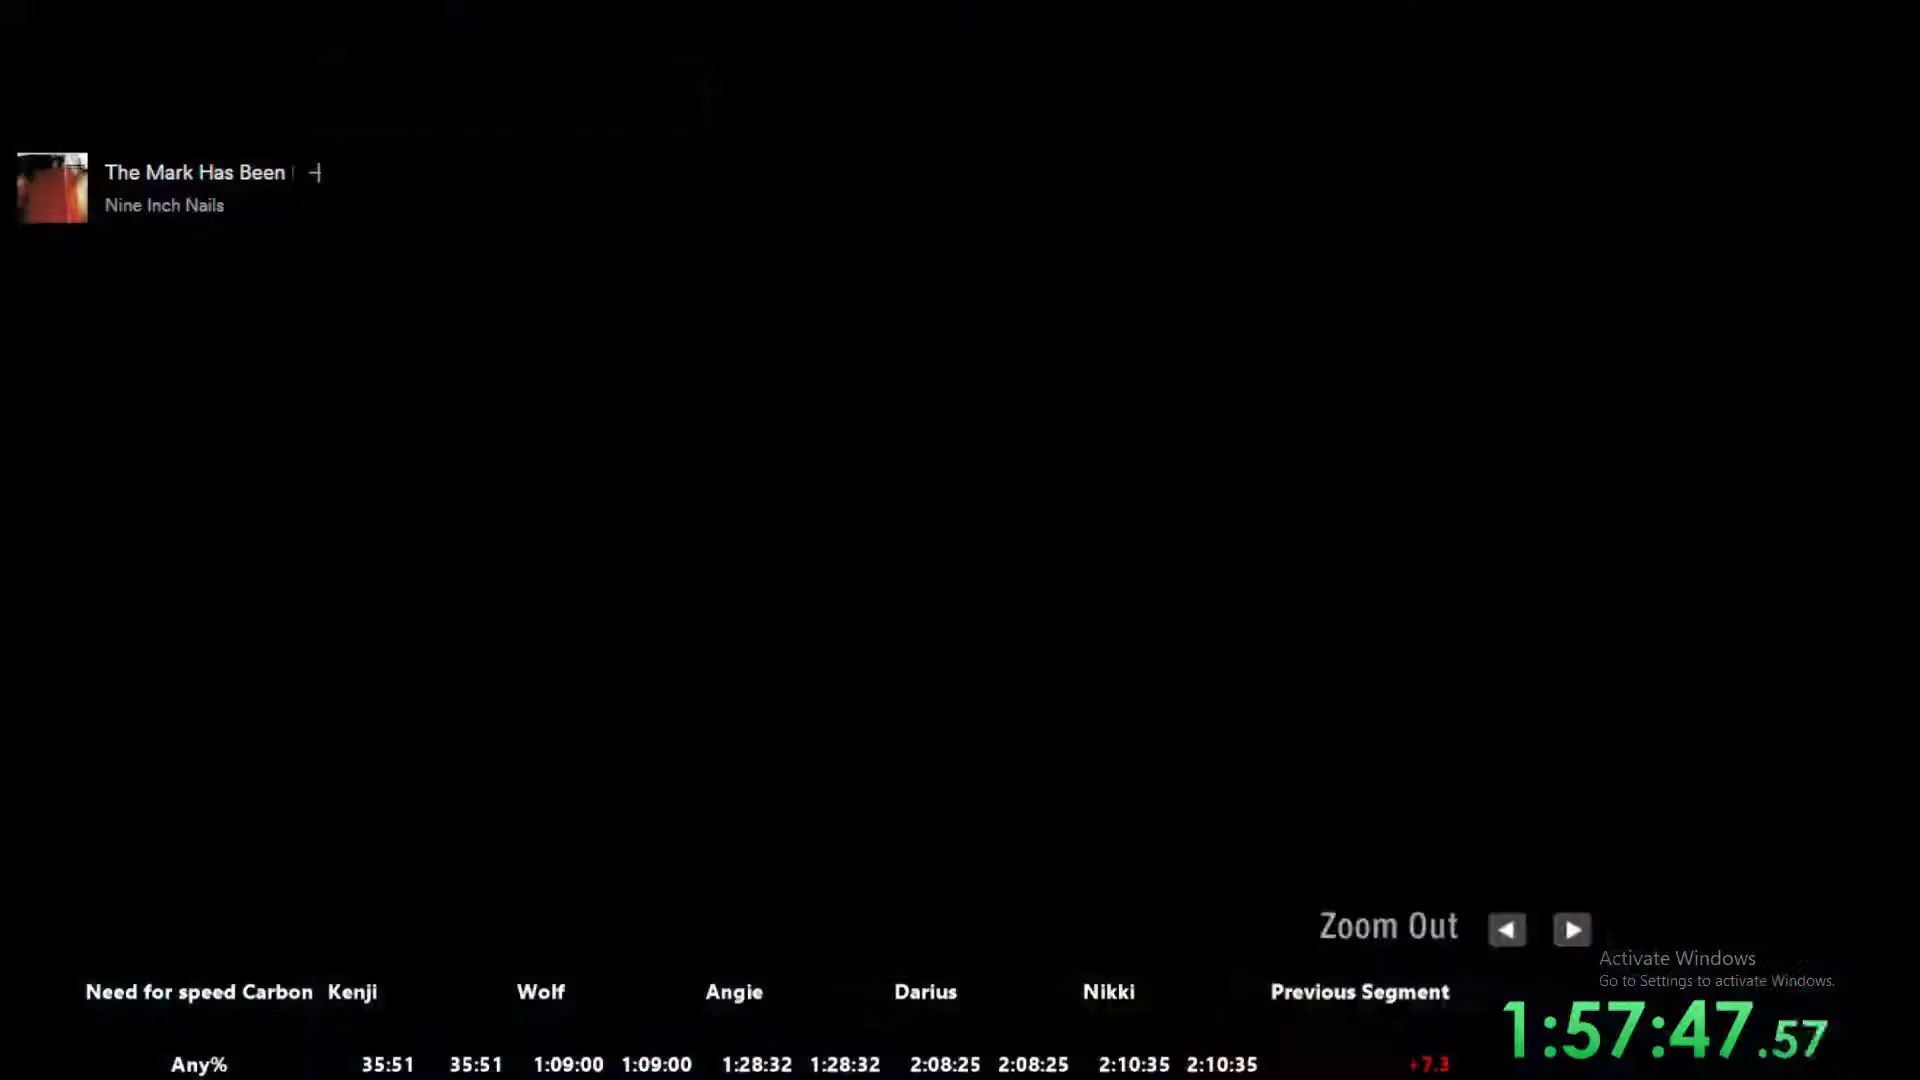 The Mark Has Been
Nine Inch Nails
Zoom Out
Activate Windows
Go to Settings to activate Windows.
Need for speed Carbon Kenji Wolf Angie Darius Nikki Previous Segment
1:57:47.57
Any% 35:51 35:51 1:09:00 1:09:00 1:28:32 1:28:32 2:08:25 2:08:25 2:10:35 2:10:35 +7.3